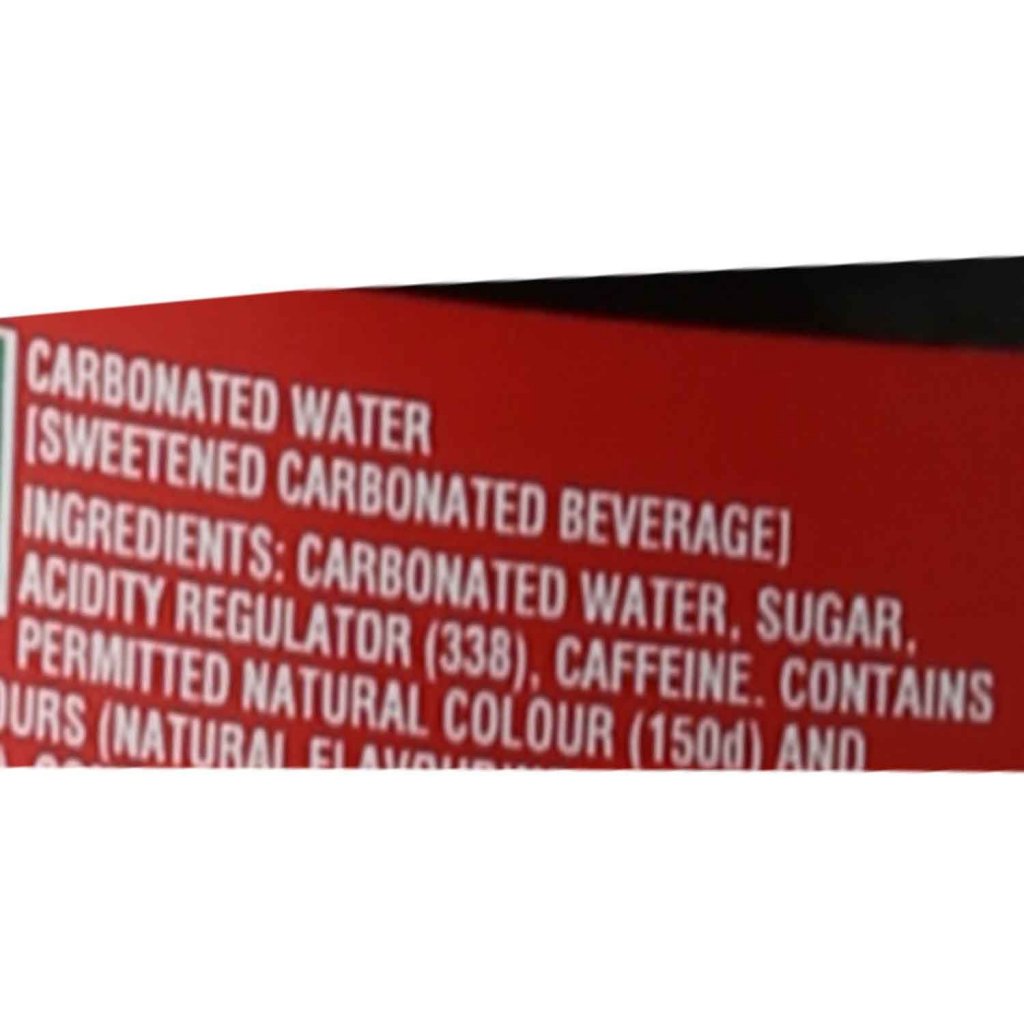 CARBONATED WATER
[SWEETENED CARBONATED BEVERAGE]
INGREDIENTS: CARBONATED WATER, SUGAR,
ACIDITY REGULATOR (338), CAFFEINE. CONTAINS
PERMITTED NATURAL COLOUR (150d) AND
OURS (NATURAL